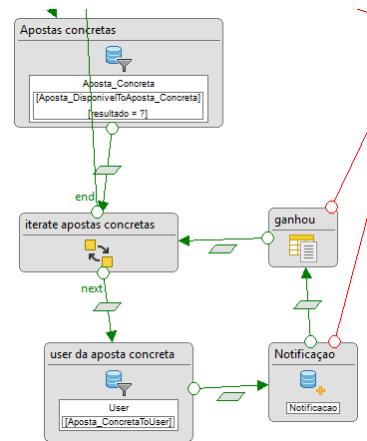 Apostas concretas
Aposta_Concreta
[Aposta_DisponivelToAposta_Concreta]
[resultado = ?]
end
iterate apostas concretas
ganhou
next
user da aposta concreta
User
[Aposta_ConcretaToUser]
Notificaçao
Notificacao